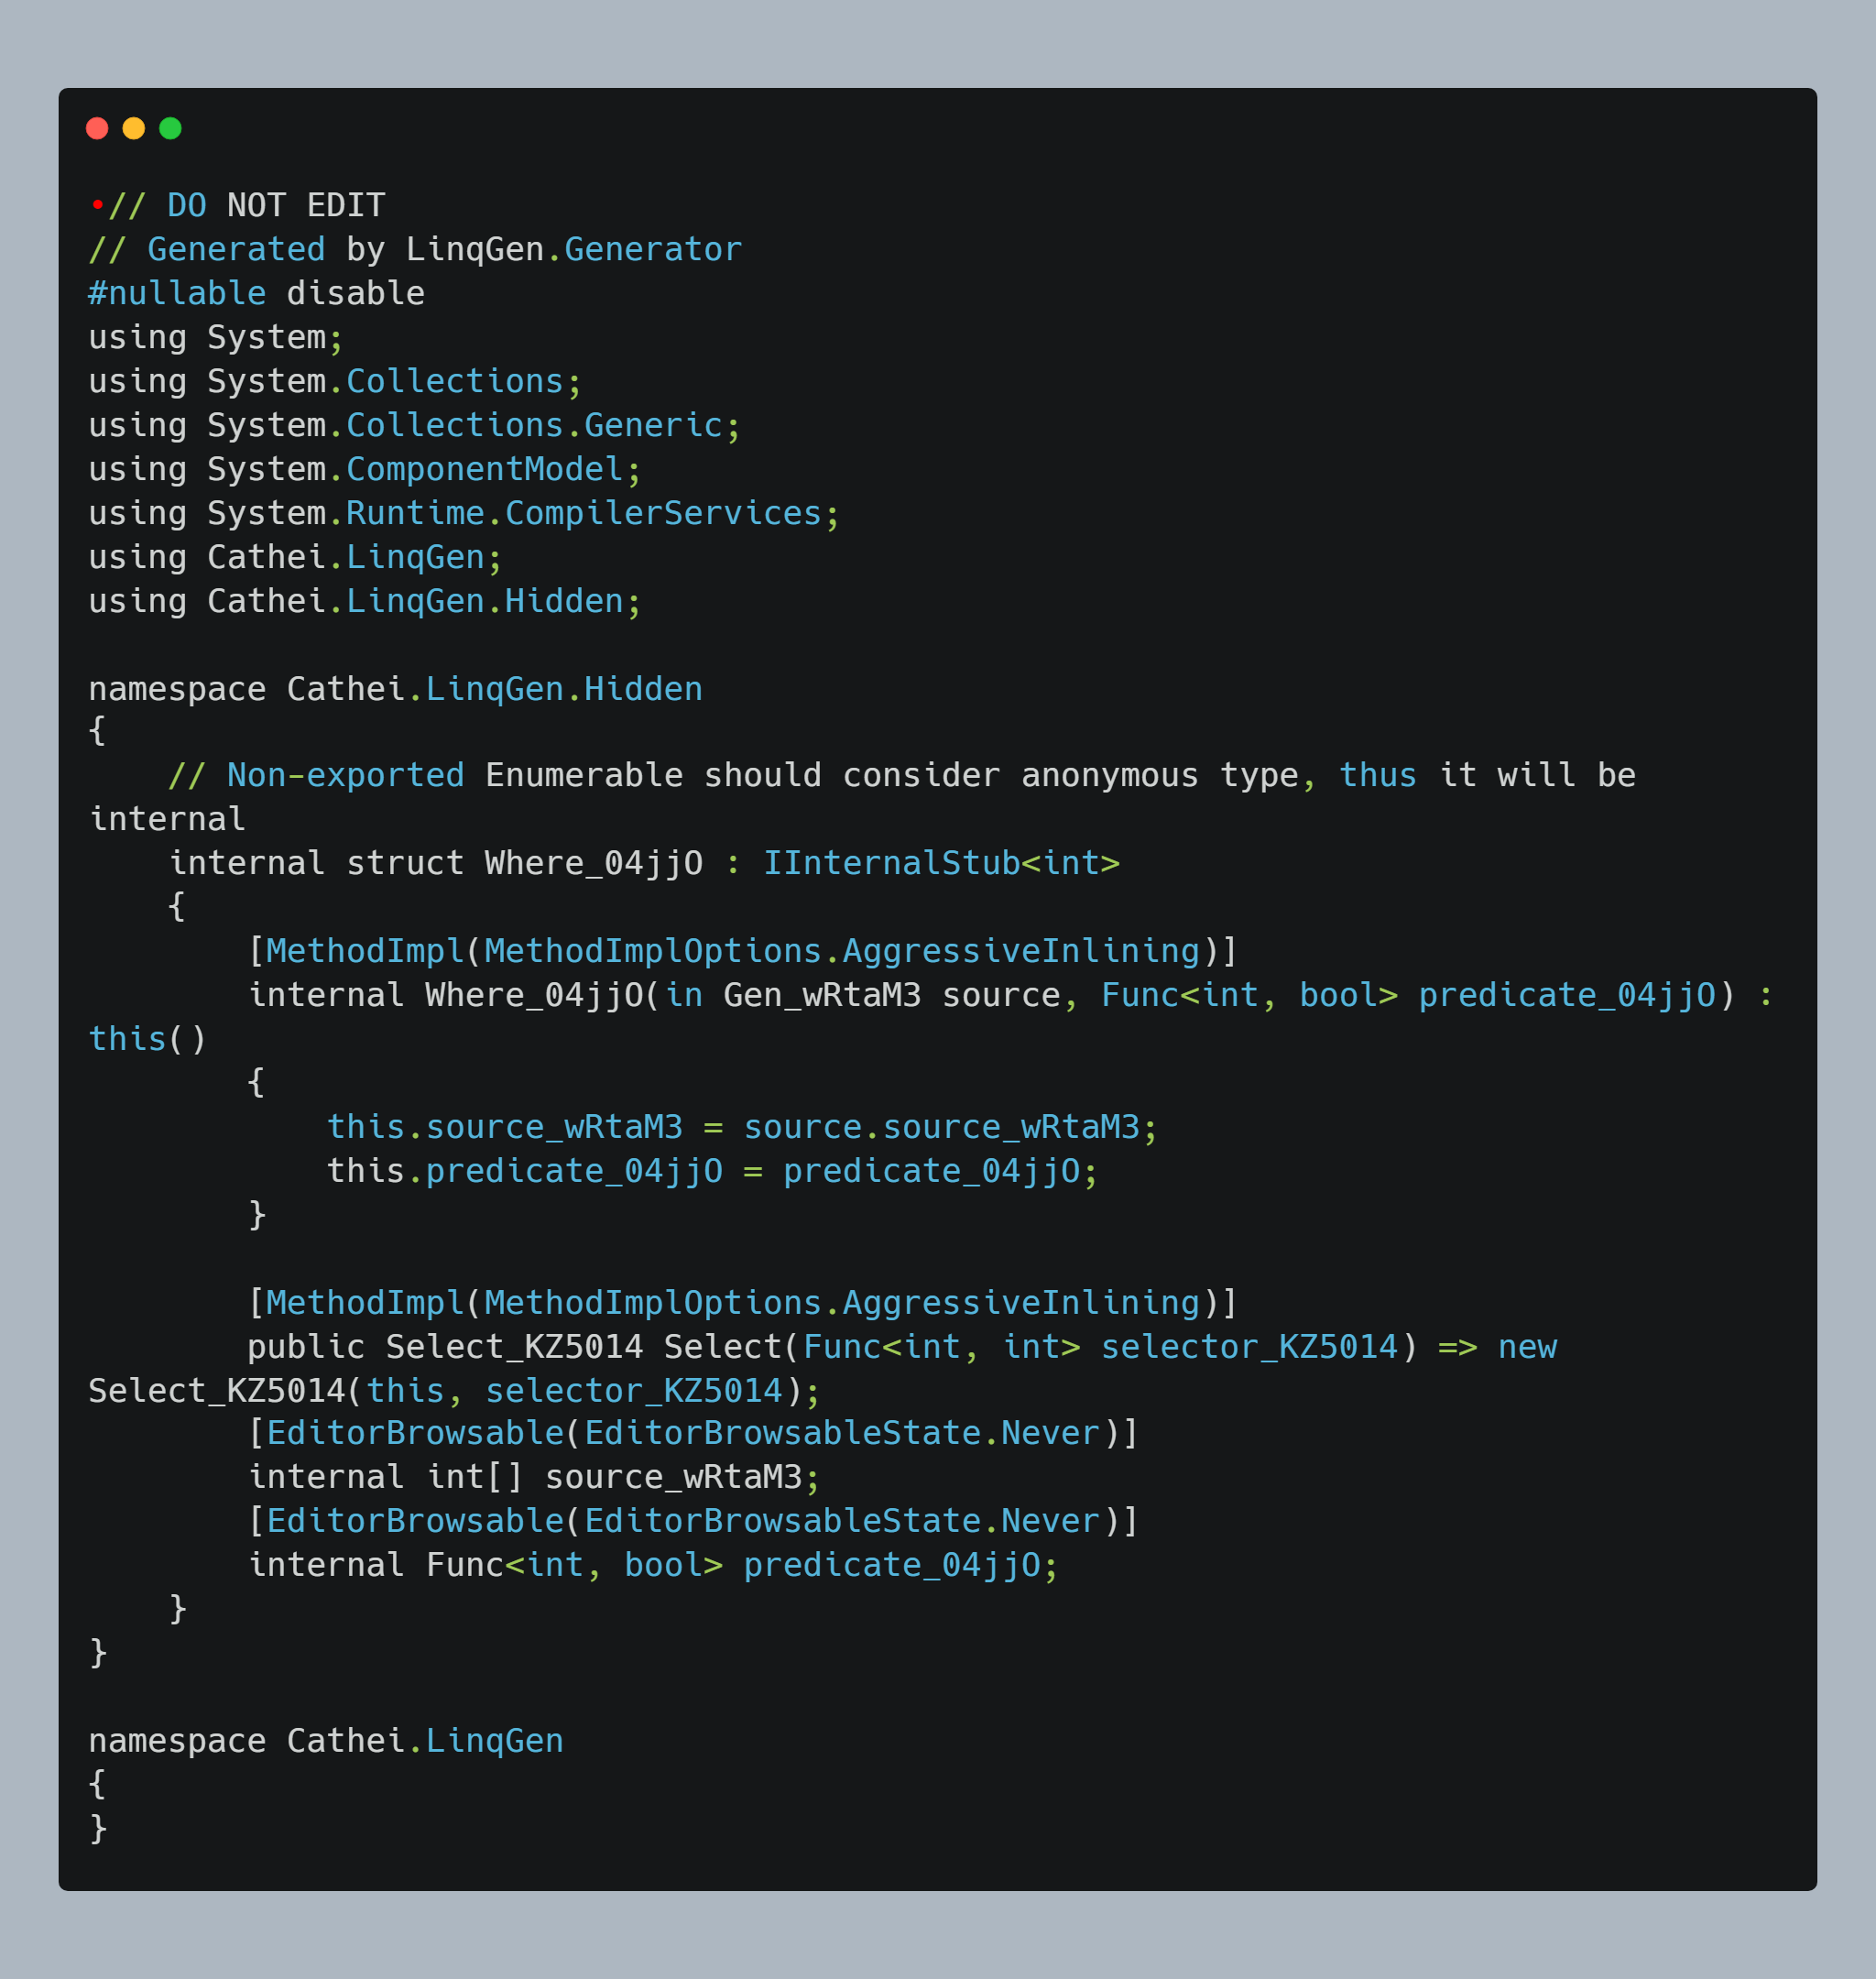 •// DO NOT EDIT
// Generated by LinqGen.Generator
#nullable disable
using System;
using System.Collections;
using System.Collections.Generic;
using System.ComponentModel;
using System.Runtime.CompilerServices;
using Cathei.LinqGen;
using Cathei.LinqGen.Hidden;

namespace Cathei.LinqGen.Hidden
{
    // Non-exported Enumerable should consider anonymous type, thus it will be
internal
    internal struct Where_04jjO : IInternalStub<int>
    {
        [MethodImpl(MethodImplOptions.AggressiveInlining)]
        internal Where_04jjO(in Gen_wRtaM3 source, Func<int, bool> predicate_04jjO) :
this()
        {
            this.source_wRtaM3 = source.source_wRtaM3;
            this.predicate_04jjO = predicate_04jjO;
        }

        [MethodImpl(MethodImplOptions.AggressiveInlining)]
        public Select_KZ5014 Select(Func<int, int> selector_KZ5014) => new
Select_KZ5014(this, selector_KZ5014);
        [EditorBrowsable(EditorBrowsableState.Never)]
        internal int[] source_wRtaM3;
        [EditorBrowsable(EditorBrowsableState.Never)]
        internal Func<int, bool> predicate_04jjO;
    }
}

namespace Cathei.LinqGen
{
}